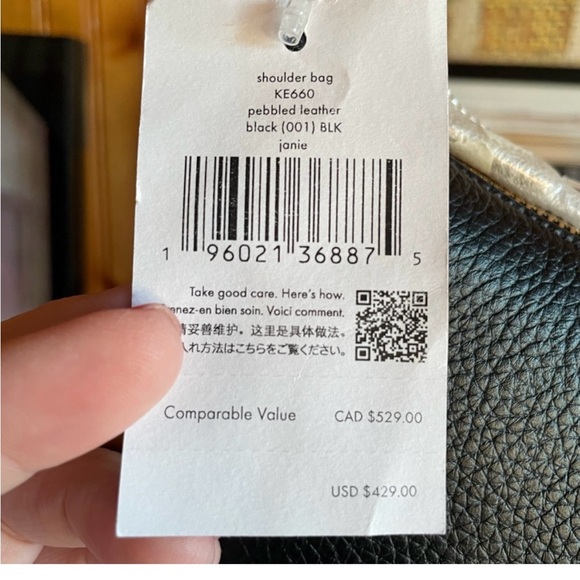 shoulder bag
KE660
pebbled leather
black (001) BLK
janie
1 96021 36887 5
Take good care. Here's how.
bien soin. Voici comment.
妥善维护。这里是具体做法。
入れ方法はこちらをご覧ください。
Comparable Value CAD $529.00
USD $429.00